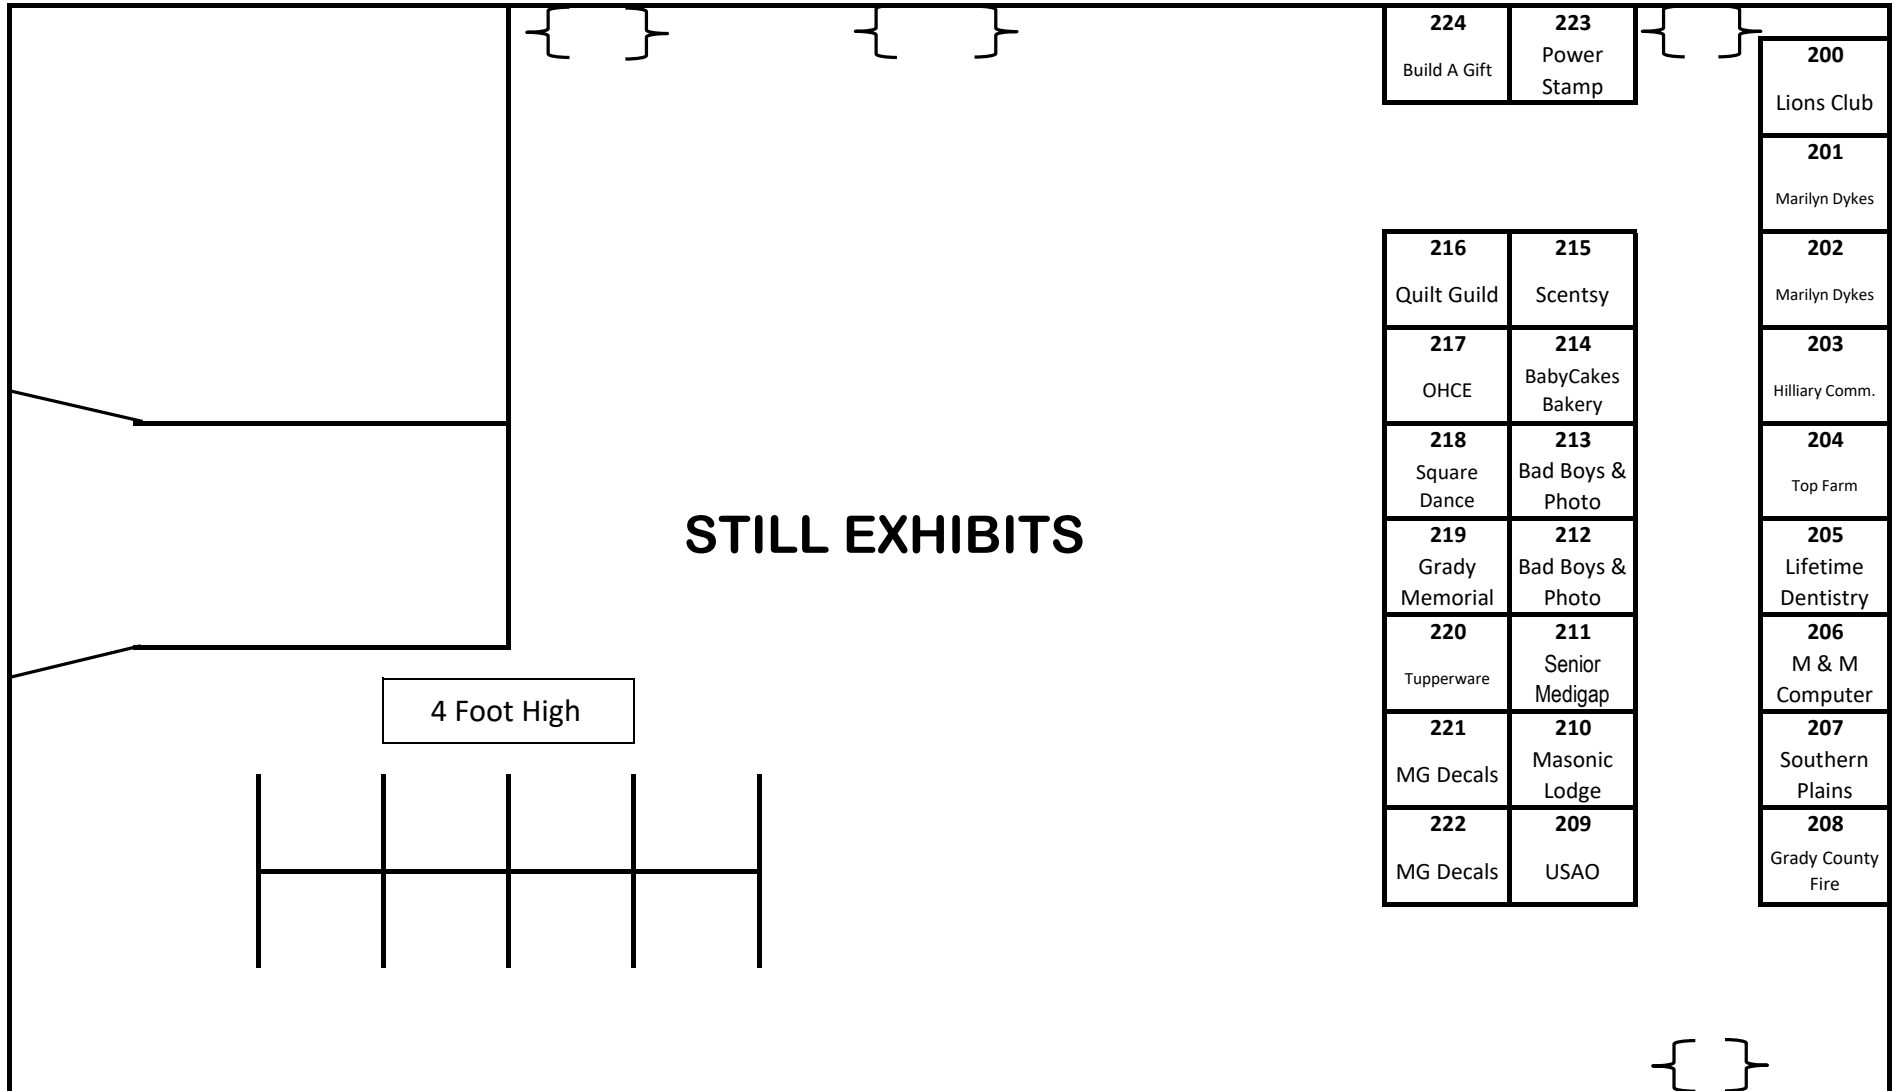 224
Build A Gift
223
Power
Stamp
200
Lions Club
201
Marilyn Dykes
216
Quilt Guild
215
Scentsy
202
Marilyn Dykes
217
OHCE
214
BabyCakes
Bakery
203
Hilliary Comm.
218
Square
Dance
213
Bad Boys &
Photo
204
Top Farm
STILL EXHIBITS
219
Grady
Memorial
212
Bad Boys &
Photo
205
Lifetime
Dentistry
220
Tupperware
211
Senior
Medigap
206
M & M
Computer
4 Foot High
221
MG Decals
210
Masonic
Lodge
207
Southern
Plains
222
MG Decals
209
USAO
208
Grady County
Fire